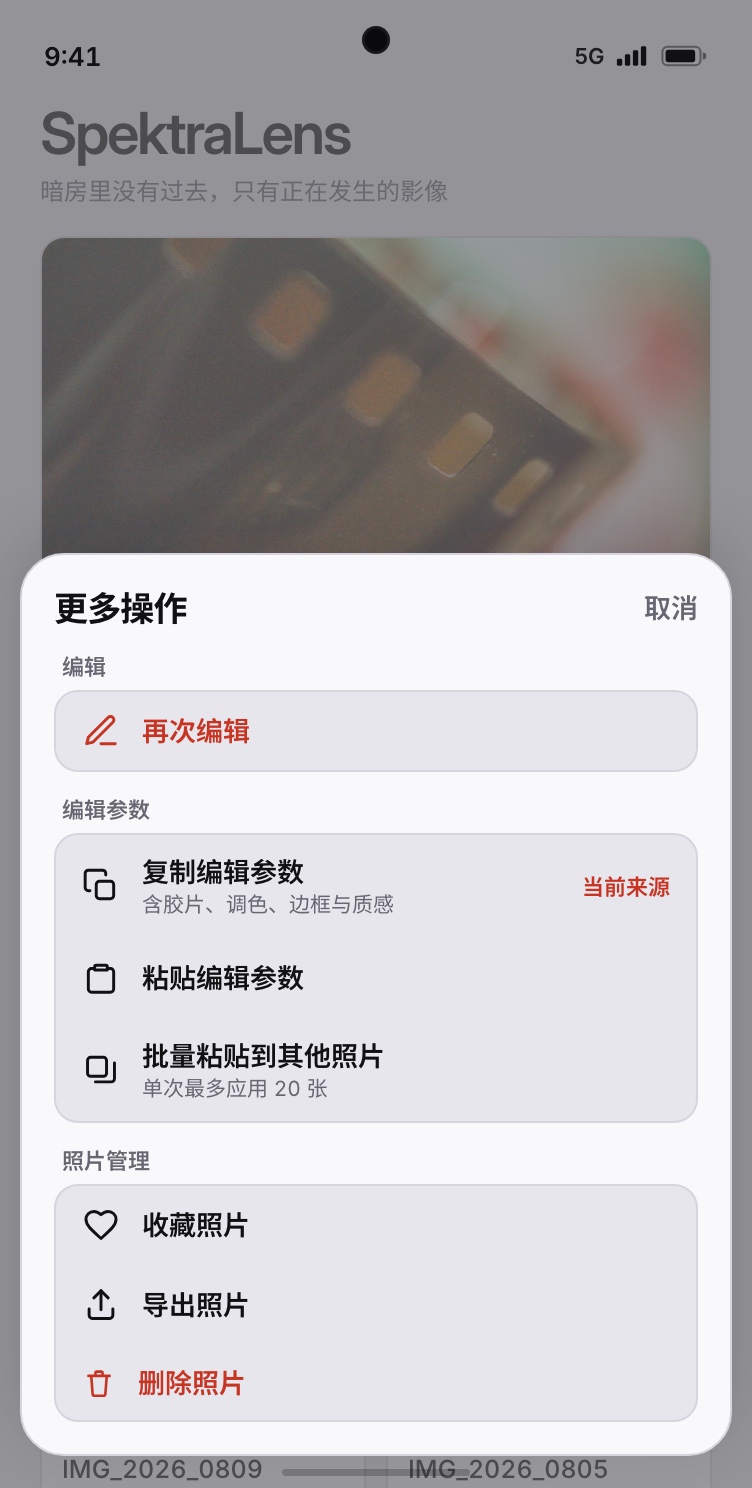 9:41
5G
SpektraLens
暗房里没有过去，只有正在发生的影像
更多操作
取消
编辑
再次编辑
编辑参数
复制编辑参数
含胶片、调色、边框与质感
当前来源
粘贴编辑参数
批量粘贴到其他照片
单次最多应用 20 张
照片管理
收藏照片
导出照片
删除照片
IMG_2026_0809
IMG_2026_0805